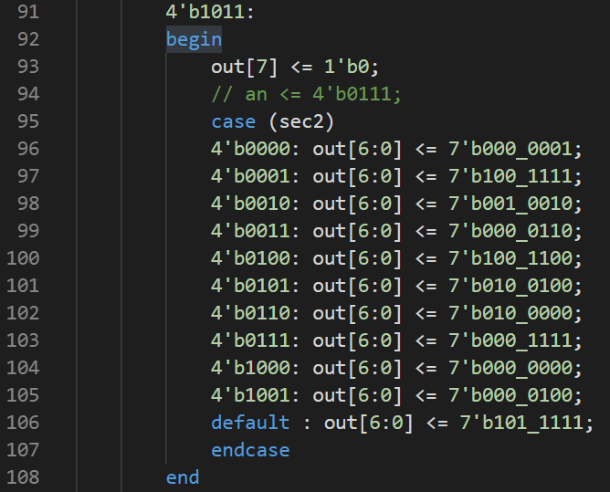 91 4'b1011:
92 begin
93 out[7] <= 1'b0;
94 // an <= 4'b0111;
95 case (sec2)
96 4'b0000: out[6:0] <= 7'b000_0001;
97 4'b0001: out[6:0] <= 7'b100_1111;
98 4'b0010: out[6:0] <= 7'b001_0010;
99 4'b0011: out[6:0] <= 7'b000_0110;
100 4'b0100: out[6:0] <= 7'b100_1100;
101 4'b0101: out[6:0] <= 7'b010_0100;
102 4'b0110: out[6:0] <= 7'b010_0000;
103 4'b0111: out[6:0] <= 7'b000_1111;
104 4'b1000: out[6:0] <= 7'b000_0000;
105 4'b1001: out[6:0] <= 7'b000_0100;
106 default : out[6:0] <= 7'b101_1111;
107 endcase
108 end